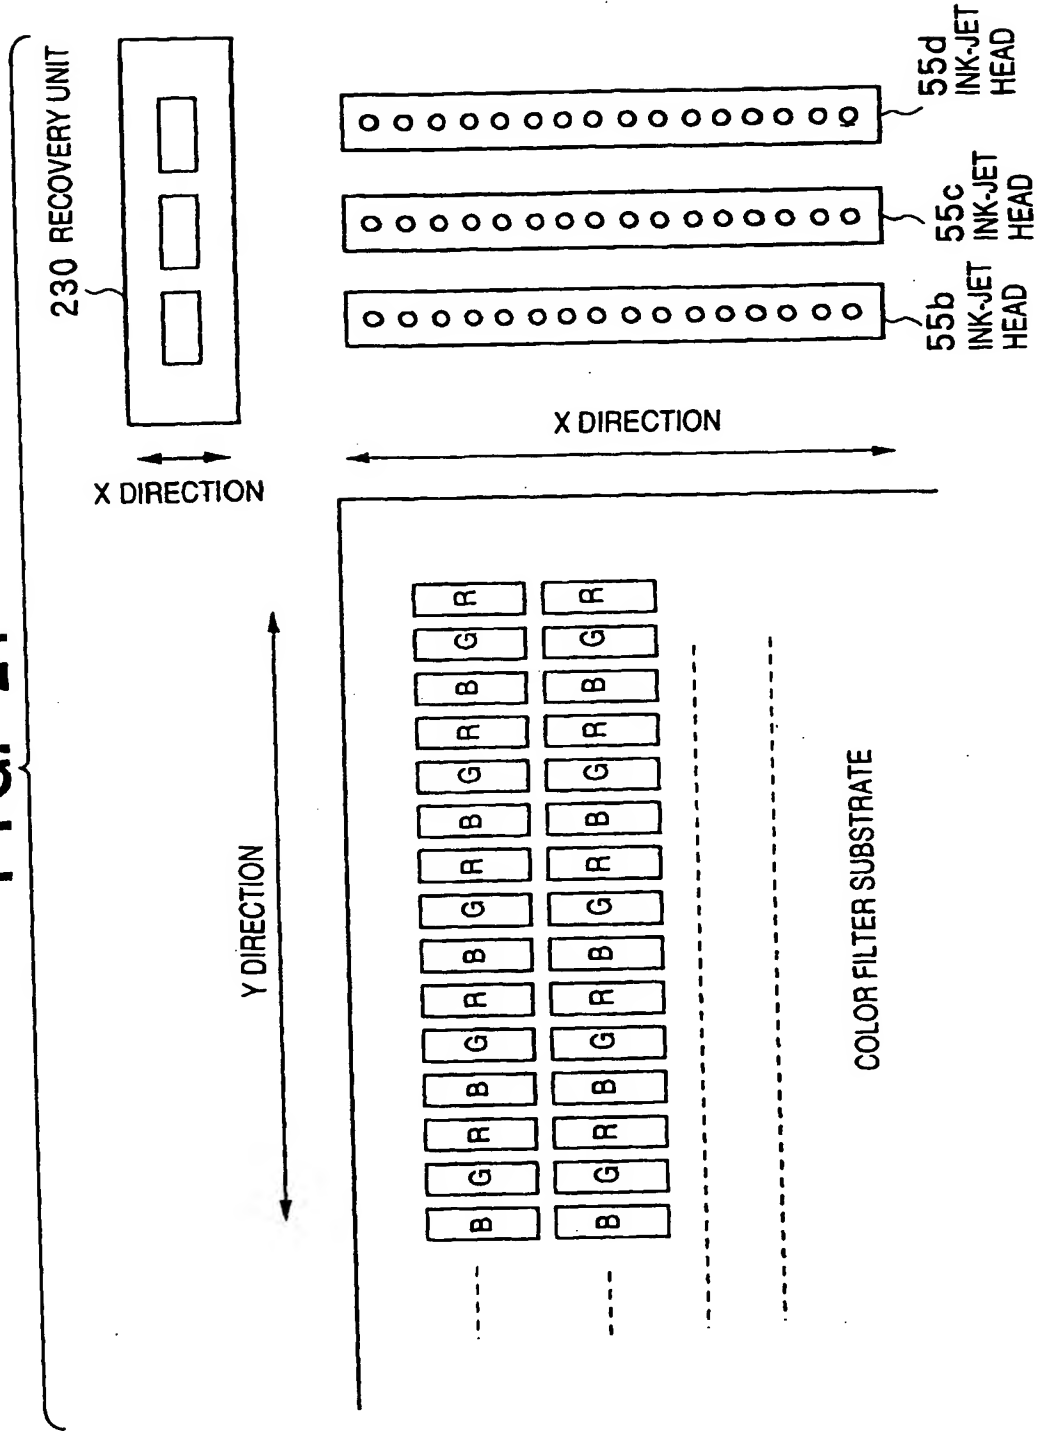 230 RECOVERY UNIT
X DIRECTION
Y DIRECTION
X DIRECTION
B G R B G R B G R B G R B G R
B G R B G R B G R B G R B G R
COLOR FILTER SUBSTRATE
55b
INK-JET
HEAD
55c
INK-JET
HEAD
55d
INK-JET
HEAD